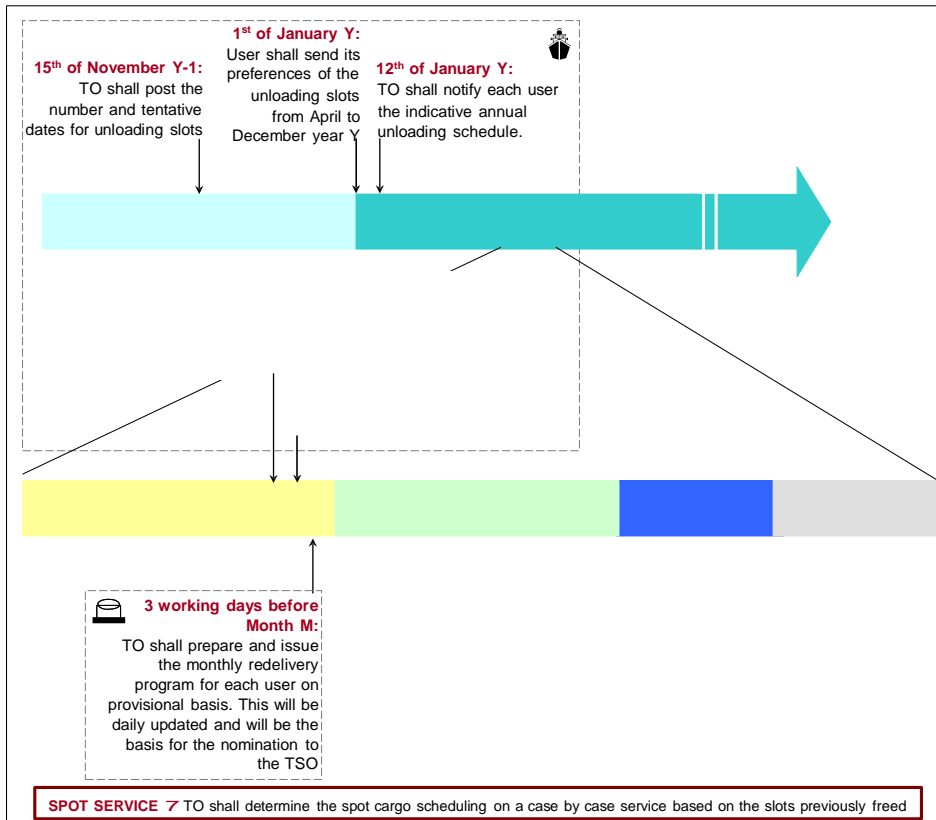 15th of November Y-1:
TO shall post the
number and tentative
dates for unloading slots
1st of January Y:
User shall send its
preferences of the
unloading slots
from April to
December year Y
12th of January Y:
TO shall notify each user
the indicative annual
unloading schedule.
3 working days before
Month M:
TO shall prepare and issue
the monthly redelivery
program for each user on
provisional basis. This will be
daily updated and will be the
basis for the nomination to
the TSO
SPOT SERVICE TO shall determine the spot cargo scheduling on a case by case service based on the slots previously freed